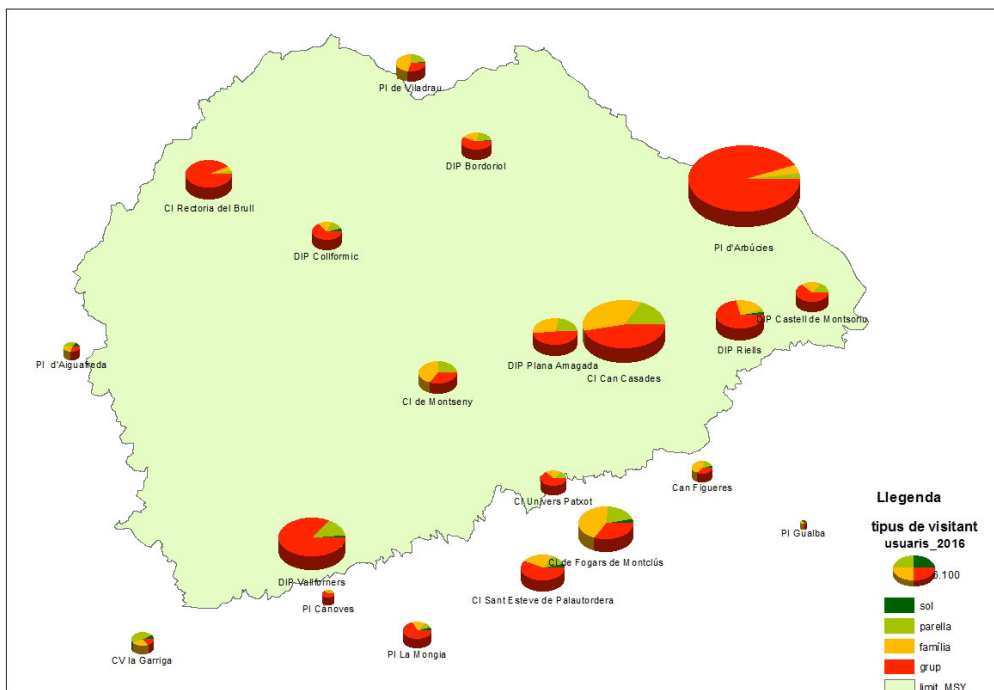 PI de Viladrau
DIP Bordoriol
CI Rectoria del Brull
PI d'Arbúcies
DIP Collformic
DIP Castell de Montsoriu
DIP Riells
PI d'Aiguafreda
DIP Plana Amagada
CI Can Casades
CI de Montseny
Can Figueres
CI Univers Patxot
PI Gualba
CI de Fogars de Montclús
DIP Vallforners
CI Sant Esteve de Palautordera
PI Cànoves
PI La Mongia
CV la Garriga
Llegenda
tipus de visitant
usuaris_2016
6.100
sol
parella
família
grup
limit_MSY